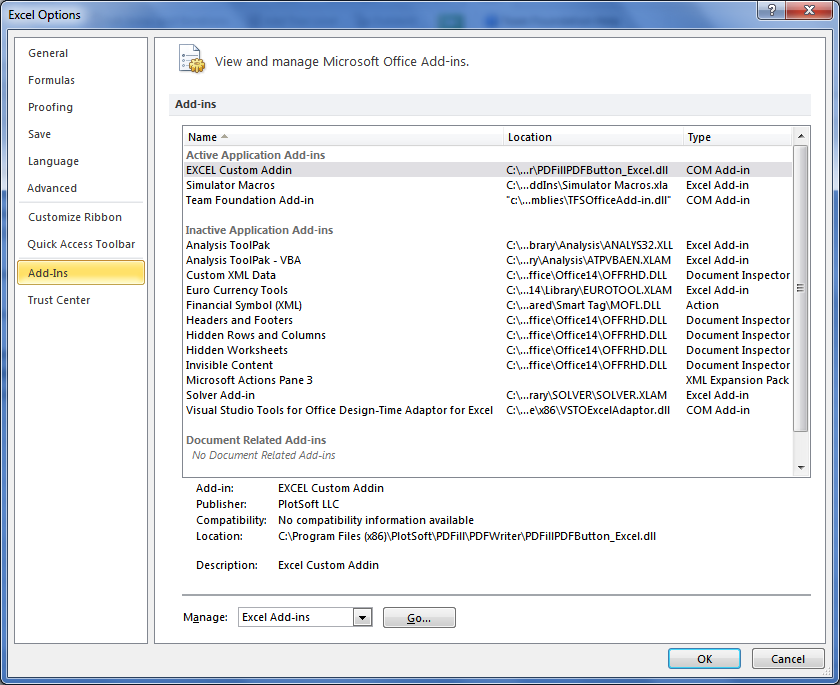 Excel Options
General
Formulas
Proofing
Save
Language
Advanced
Customize Ribbon
Quick Access Toolbar
Add-Ins
Trust Center
View and manage Microsoft Office Add-ins.
Add-ins
Name Location Type
Active Application Add-ins
EXCEL Custom Addin C:\...r\PDFillPDFButton_Excel.dll COM Add-in
Simulator Macros C:\...ddIns\Simulator Macros.xla Excel Add-in
Team Foundation Add-in "c:\...mblies\TFSOfficeAdd-in.dll" COM Add-in
Inactive Application Add-ins
Analysis ToolPak C:\...brary\Analysis\ANALYS32.XLL Excel Add-in
Analysis ToolPak - VBA C:\...ry\Analysis\ATPVBAEN.XLAM Excel Add-in
Custom XML Data C:\...ffice\Office14\OFFRHD.DLL Document Inspector
Euro Currency Tools C:\...14\Library\EUROTOOL.XLAM Excel Add-in
Financial Symbol (XML) C:\...ared\Smart Tag\MOFL.DLL Action
Headers and Footers C:\...ffice\Office14\OFFRHD.DLL Document Inspector
Hidden Rows and Columns C:\...ffice\Office14\OFFRHD.DLL Document Inspector
Hidden Worksheets C:\...ffice\Office14\OFFRHD.DLL Document Inspector
Invisible Content C:\...ffice\Office14\OFFRHD.DLL Document Inspector
Microsoft Actions Pane 3 XML Expansion Pack
Solver Add-in C:\...rary\SOLVER\SOLVER.XLAM Excel Add-in
Visual Studio Tools for Office Design-Time Adaptor for Excel C:\...e\x86\VSTOExcelAdaptor.dll COM Add-in
Document Related Add-ins
No Document Related Add-ins
Add-in: EXCEL Custom Addin
Publisher: PlotSoft LLC
Compatibility: No compatibility information available
Location: C:\Program Files (x86)\PlotSoft\PDFill\PDFWriter\PDFillPDFButton_Excel.dll
Description: Excel Custom Addin
Manage: Excel Add-ins Go...
OK Cancel